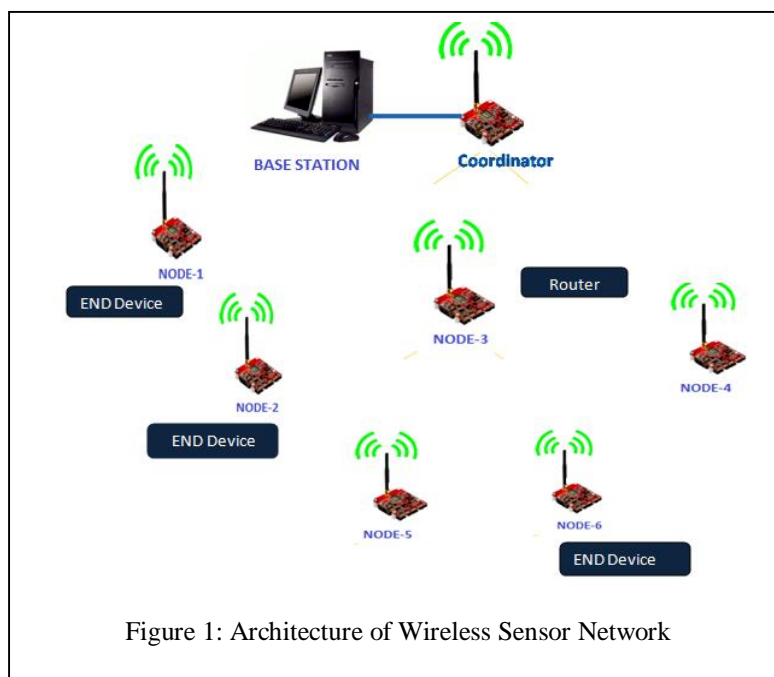 BASE STATION
Coordinator
NODE-1
END Device
NODE-3
Router
NODE-4
NODE-2
END Device
NODE-5
NODE-6
END Device
Figure 1: Architecture of Wireless Sensor Network